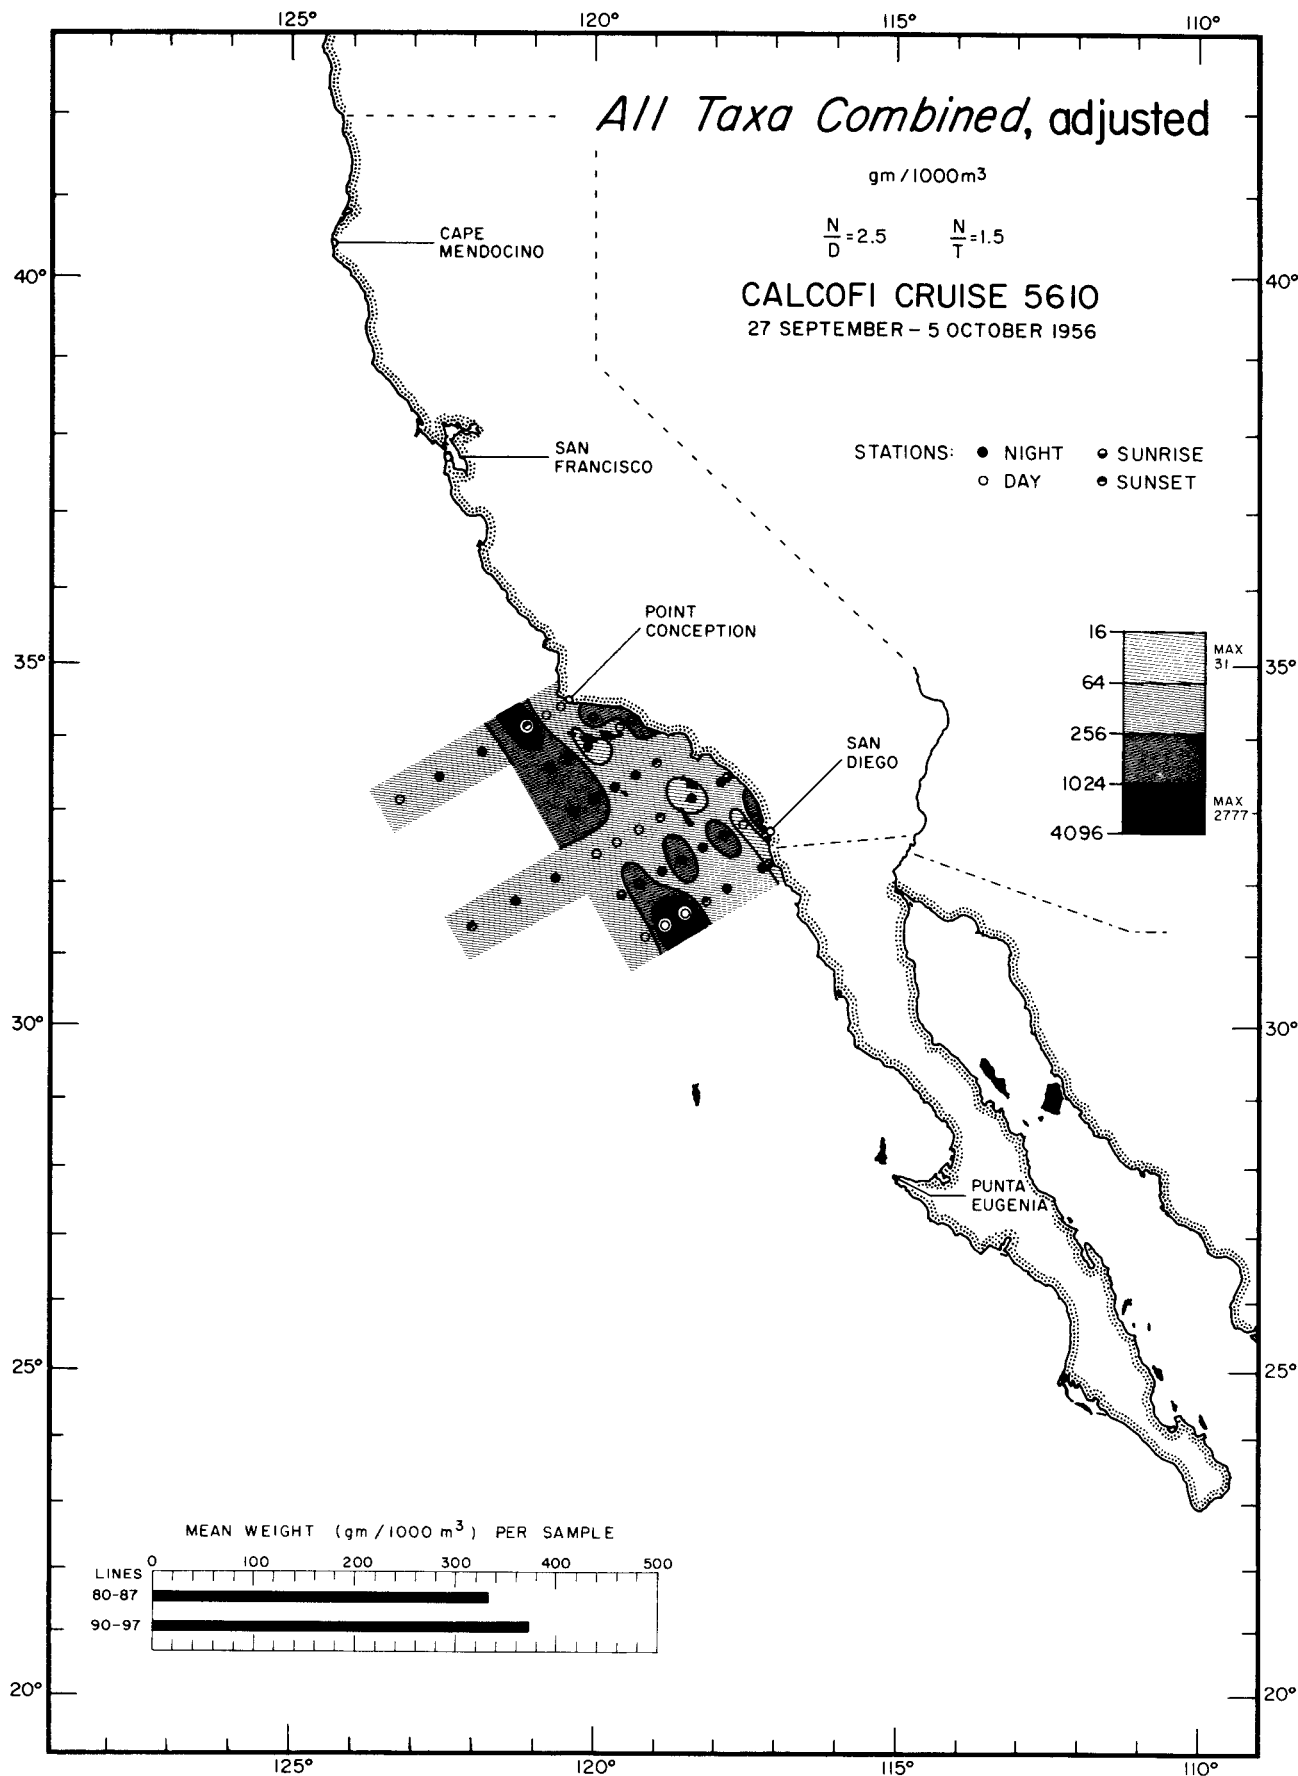 125° 120° 115° 110°
All Taxa Combined, adjusted
gm/1000m³
N/D = 2.5 N/T = 1.5
CALCOFI CRUISE 5610
27 SEPTEMBER – 5 OCTOBER 1956
CAPE
MENDOCINO
40° 40°
STATIONS: ● NIGHT SUNRISE
○ DAY SUNSET
SAN
FRANCISCO
POINT
CONCEPTION
35° 35°
16
MAX
31
64
256
1024
MAX
2777
4096
SAN
DIEGO
30° 30°
PUNTA
EUGENIA
25° 25°
MEAN WEIGHT (gm/1000 m³) PER SAMPLE
0 100 200 300 400 500
LINES
80-87
90-97
20° 20°
125° 120° 115° 110°